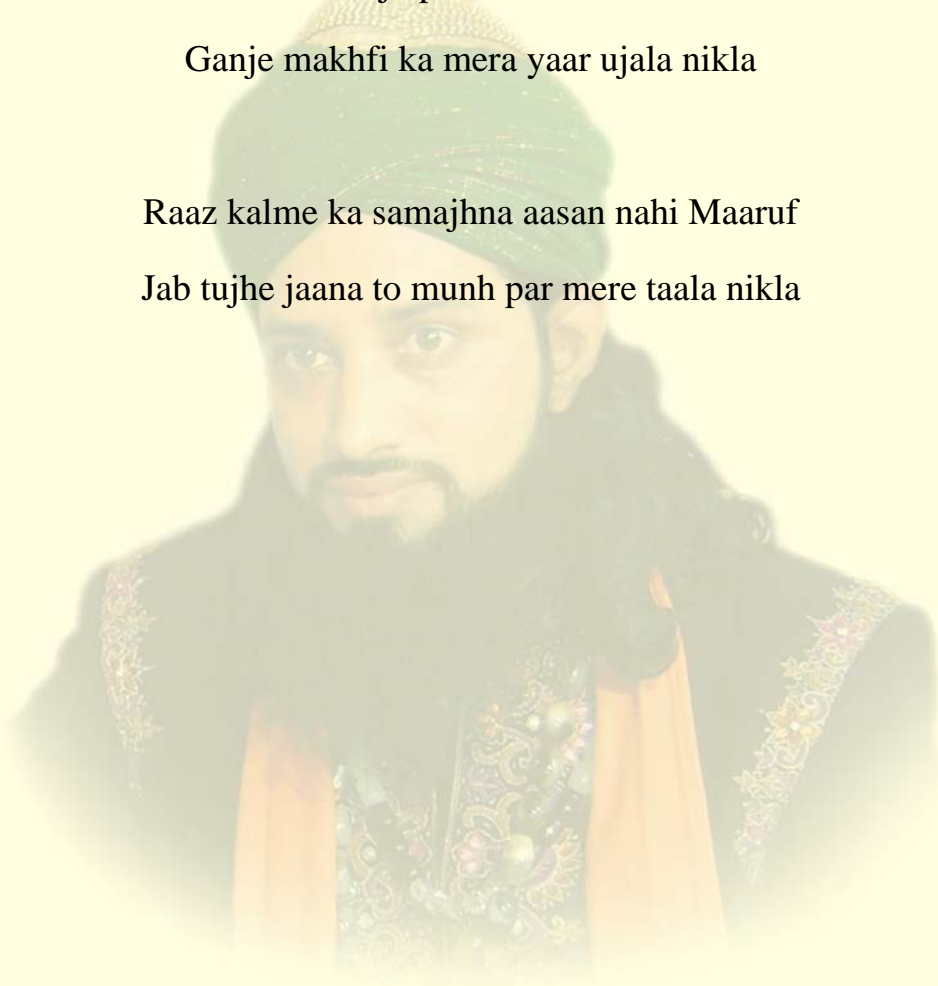 Ganje makhfi ka mera yaar ujala nikla
Raaz kalme ka samajhna aasan nahi Maaruf
Jab tujhe jaana to munh par mere taala nikla